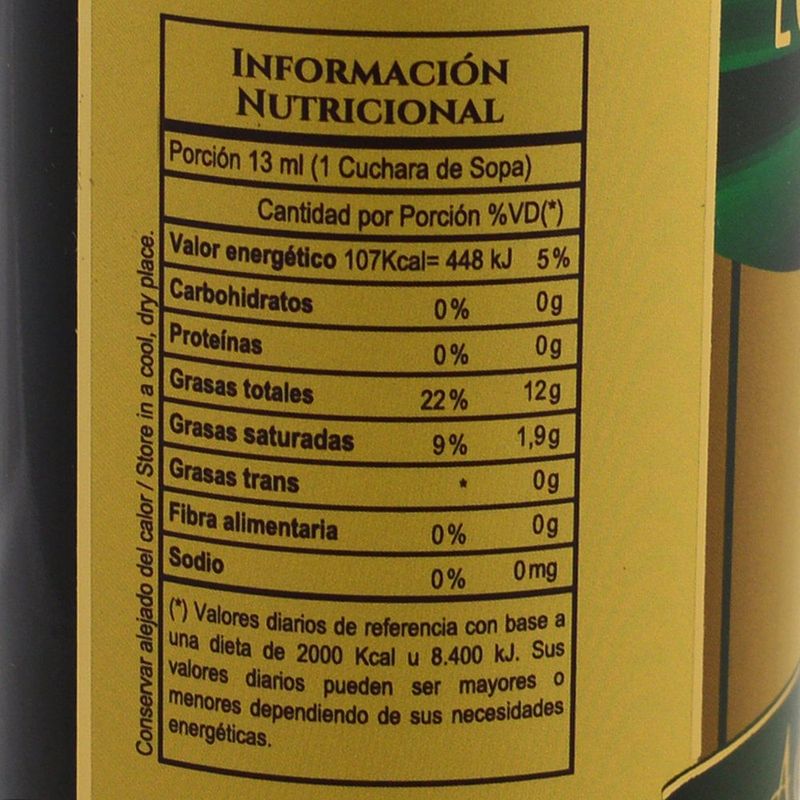 INFORMACIÓN
NUTRICIONAL
Porción 13 ml (1 Cuchara de Sopa)
Cantidad por Porción %VD(*)
Valor energético 107Kcal= 448 kJ 5%
Carbohidratos 0% 0g
Proteínas 0% 0g
Grasas totales 22% 12g
Grasas saturadas 9% 1,9g
Grasas trans * 0g
Fibra alimentaria 0% 0g
Sodio 0% 0mg
(*) Valores diarios de referencia con base a
una dieta de 2000 Kcal u 8.400 kJ. Sus
valores diarios pueden ser mayores o
menores dependiendo de sus necesidades
energéticas.
Conservar alejado del calor / Store in a cool, dry place.